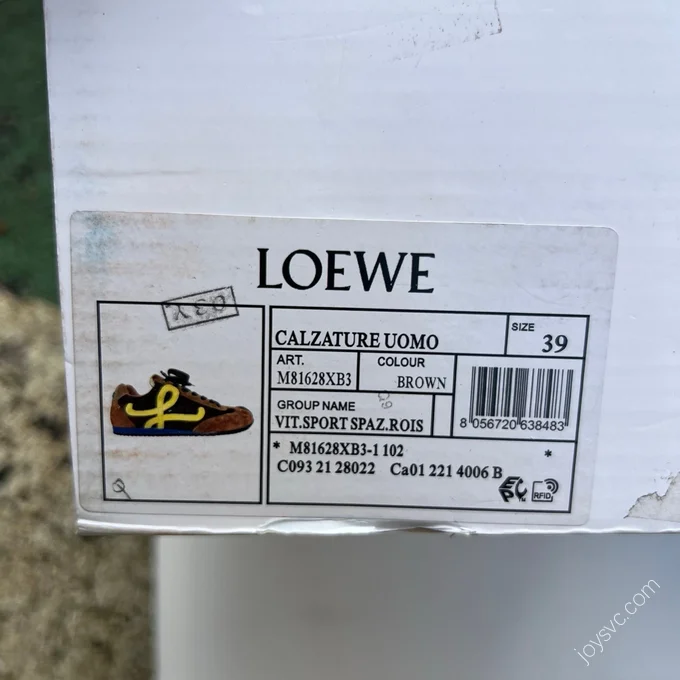 LOEWE
CALZATURE UOMO
SIZE
39
ART.
M81628XB3
COLOUR
BROWN
GROUP NAME
VIT.SPORT SPAZ.ROIS
8 056720 638483
* M81628XB3-1 102 *
C093 21 28022 Ca01 221 4006 B
EPC™
RFID
joysvc.com